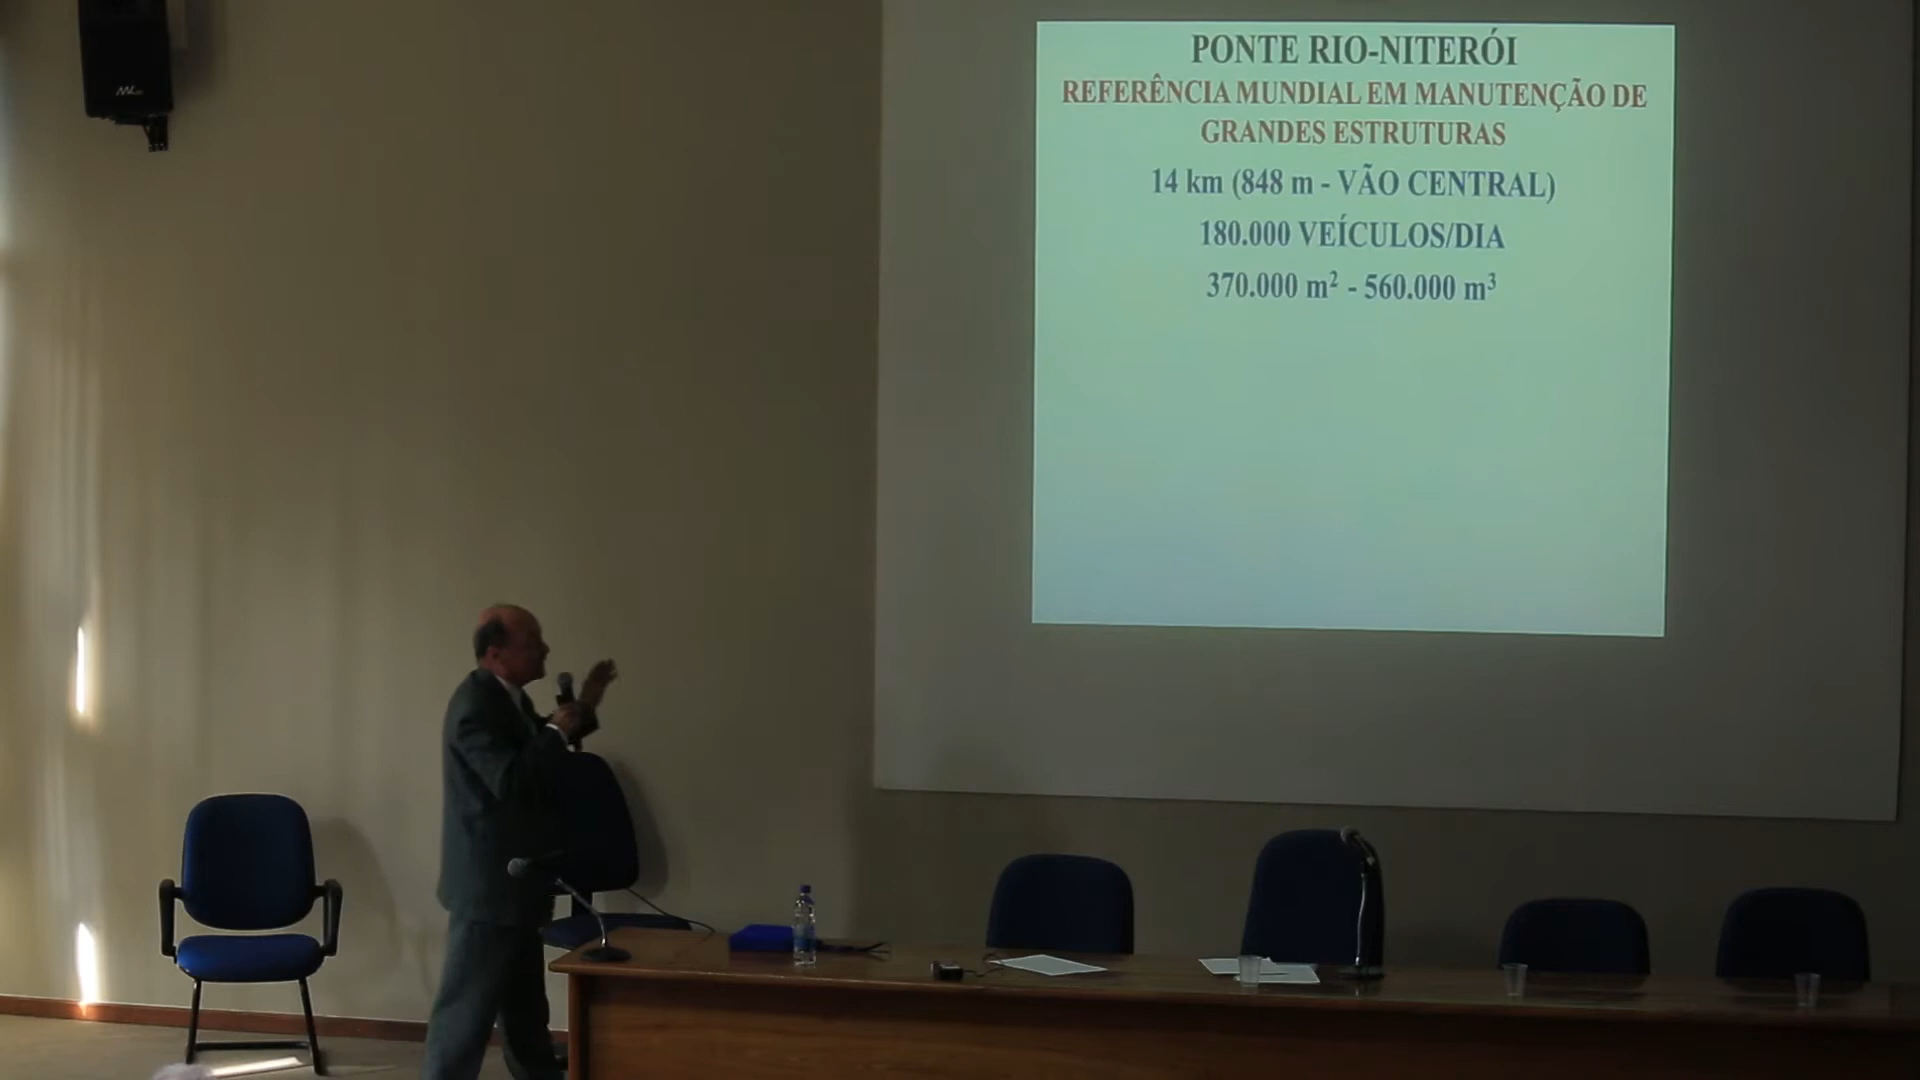 PONTE RIO-NITERÓI
REFERÊNCIA MUNDIAL EM MANUTENÇÃO DE
GRANDES ESTRUTURAS
14 km (848 m - VÃO CENTRAL)
180.000 VEÍCULOS/DIA
370.000 m² - 560.000 m³